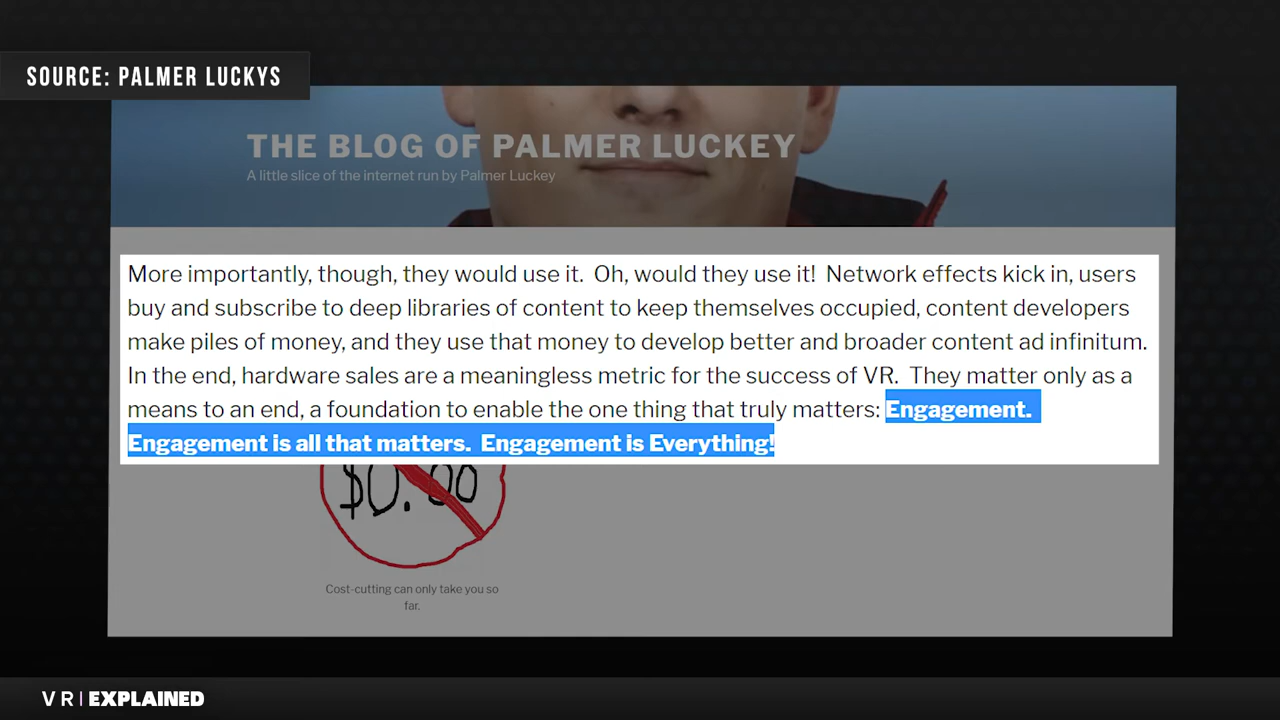 SOURCE: PALMER LUCKYS
THE BLOG OF PALMER LUCKEY
A little slice of the internet run by Palmer Luckey
More importantly, though, they would use it.  Oh, would they use it!  Network effects kick in, users
buy and subscribe to deep libraries of content to keep themselves occupied, content developers
make piles of money, and they use that money to develop better and broader content ad infinitum.
In the end, hardware sales are a meaningless metric for the success of VR.  They matter only as a
means to an end, a foundation to enable the one thing that truly matters: Engagement.
Engagement is all that matters.  Engagement is Everything!
$0.00
Cost-cutting can only take you so
far.
VR|EXPLAINED